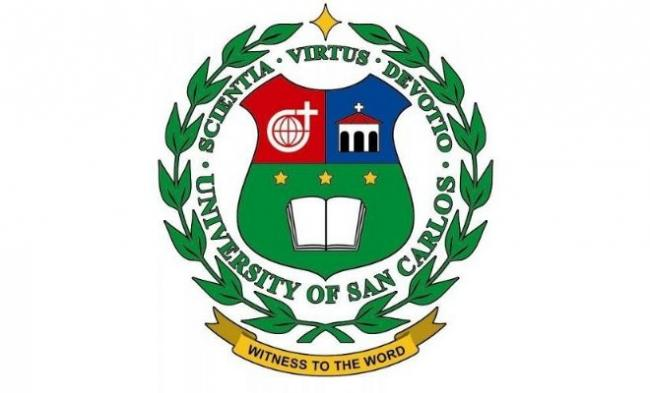 SCIENTIA · VIRTUS · DEVOTIO
· UNIVERSITY OF SAN CARLOS ·
WITNESS TO THE WORD